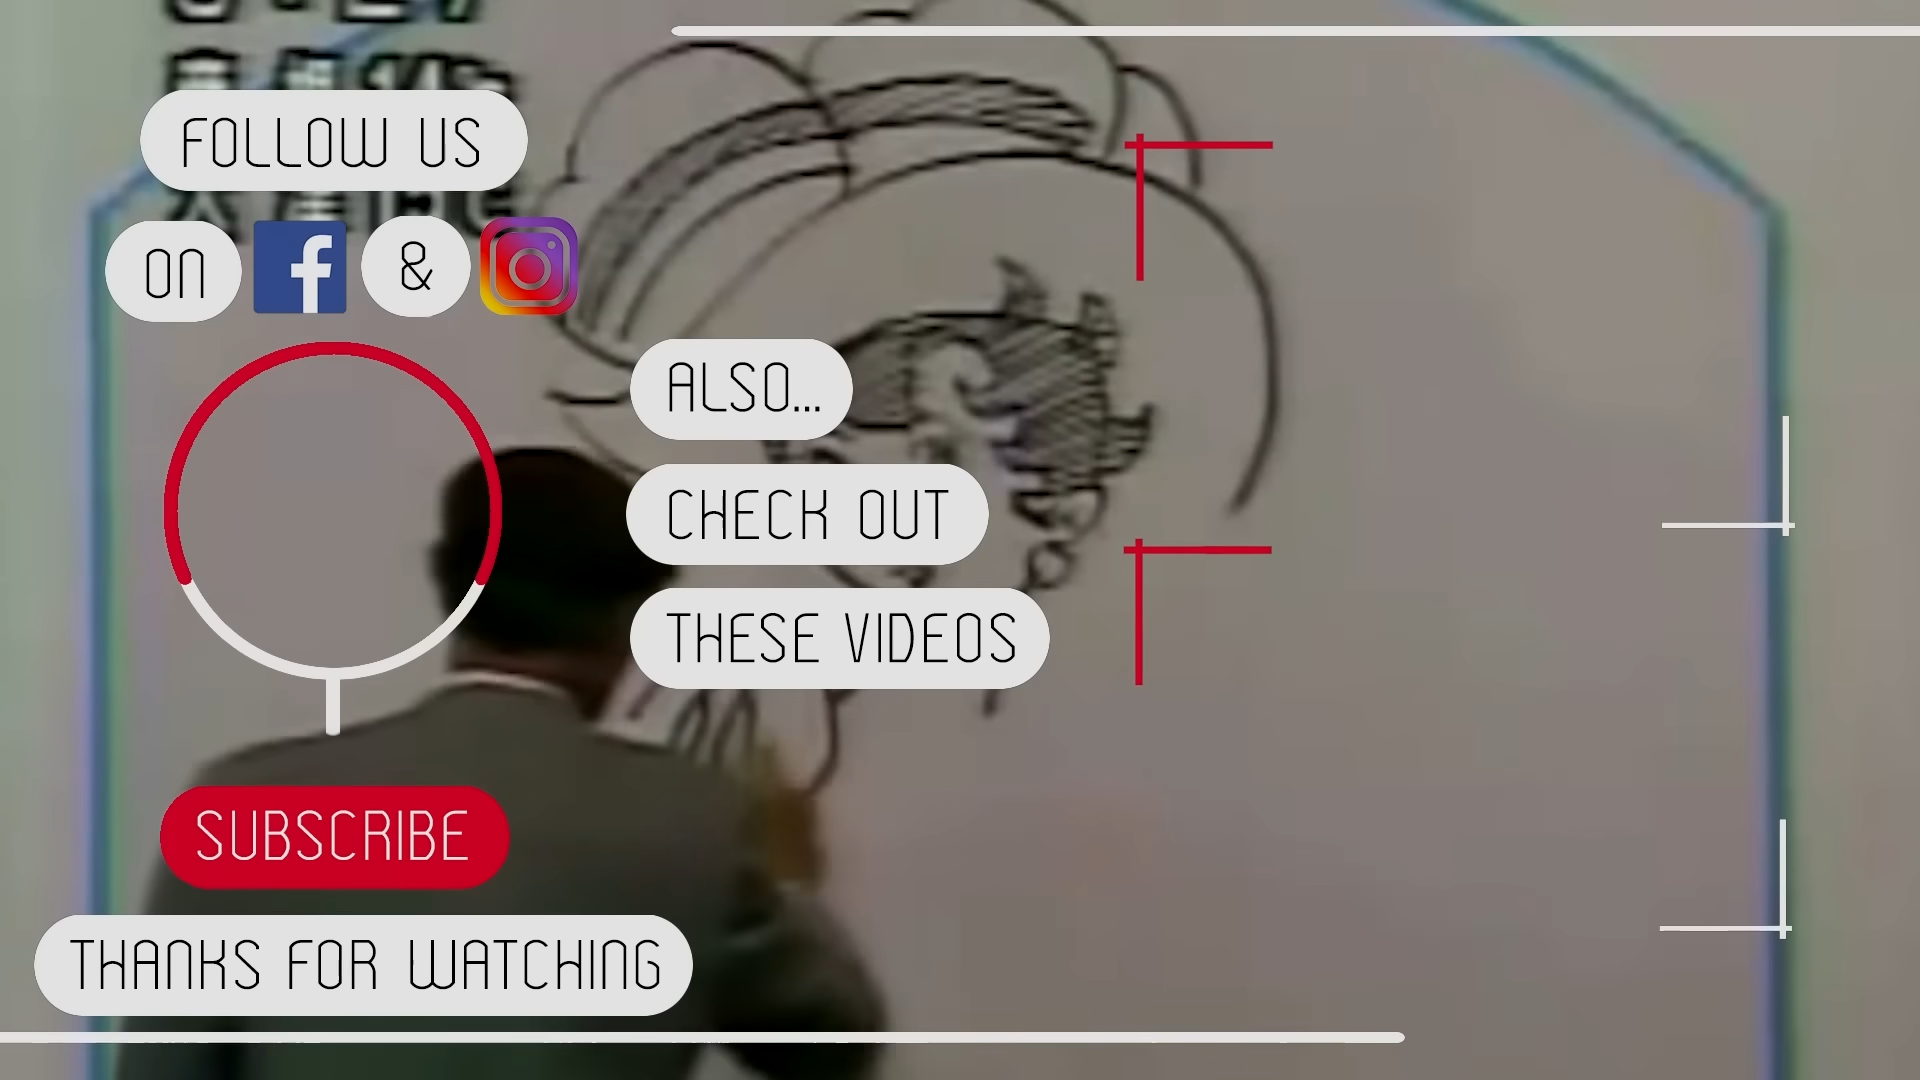 FOLLOW US
ON f &
ALSO...
CHECK OUT
THESE VIDEOS
SUBSCRIBE
THANKS FOR WATCHING